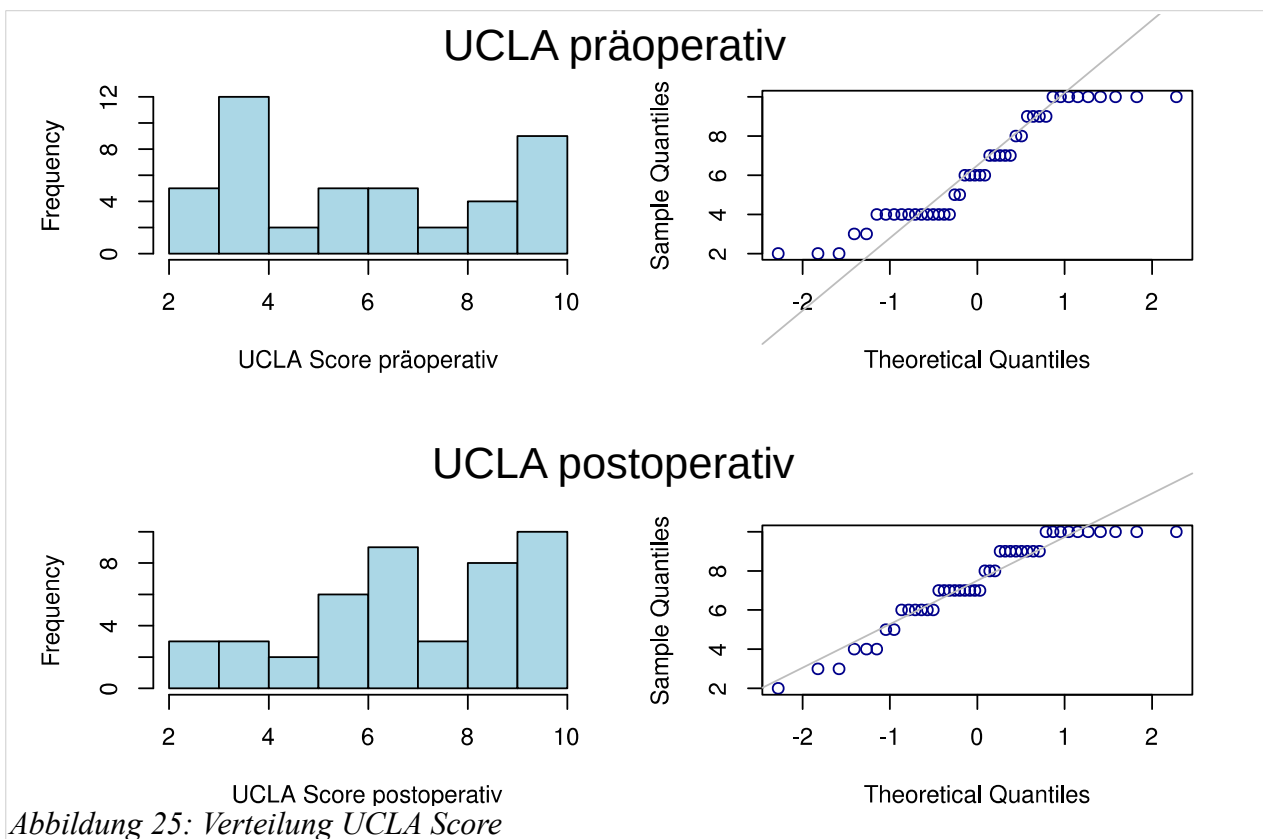 UCLA präoperativ
Frequency
0 4 8 12
2 4 6 8 10
UCLA Score präoperativ
Sample Quantiles
2 4 6 8
-2 -1 0 1 2
Theoretical Quantiles
UCLA postoperativ
Frequency
0 4 8
2 4 6 8 10
UCLA Score postoperativ
Sample Quantiles
2 4 6 8
-2 -1 0 1 2
Theoretical Quantiles
Abbildung 25: Verteilung UCLA Score